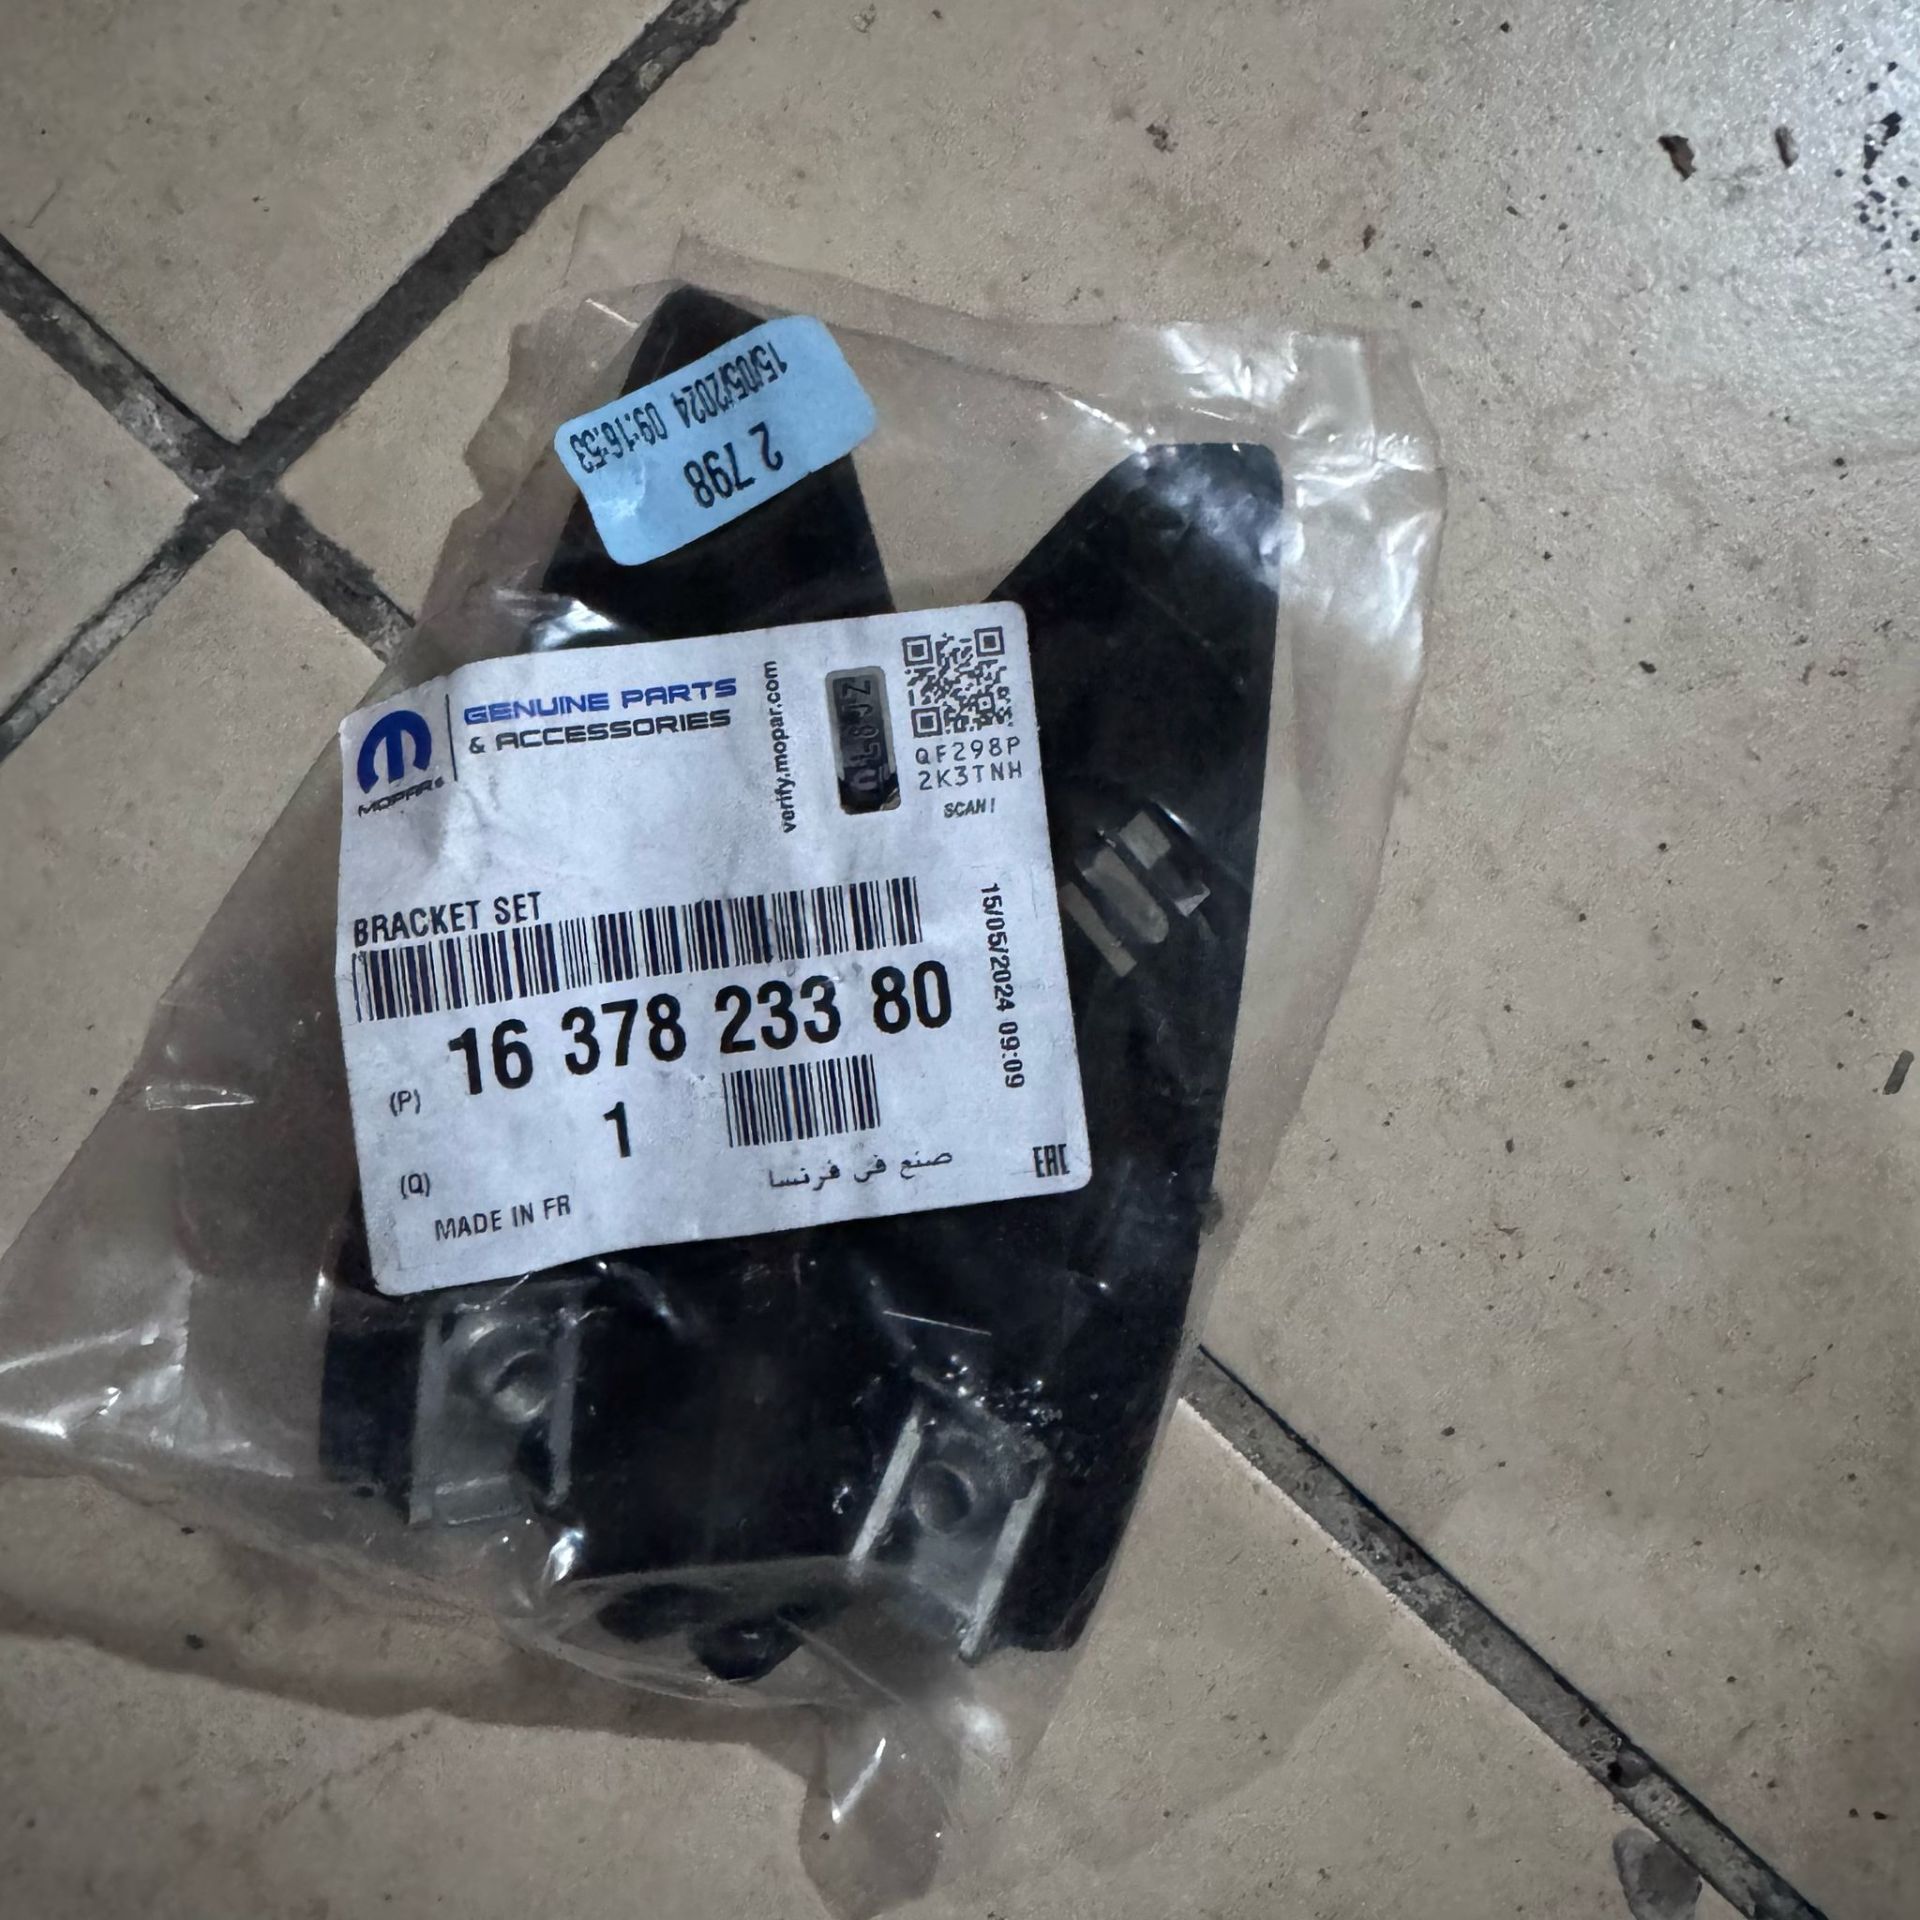 15/05/2024 09:16:53
2 798
GENUINE PARTS
& ACCESSORIES
MOPAR®
verify.mopar.com
QF298P
2K3TNH
SCAN!
BRACKET SET
15/05/2024 09:09
(P) 16 378 233 80
(Q) 1
MADE IN FR
صنع في فرنسا
EAC